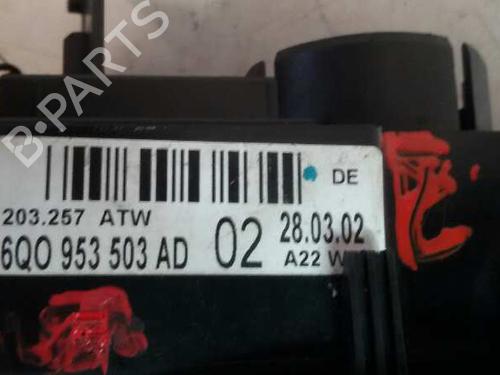 B-PARTS
DE
203.257 ATW
6Q0 953 503 AD 02 28.03.02
A22 W